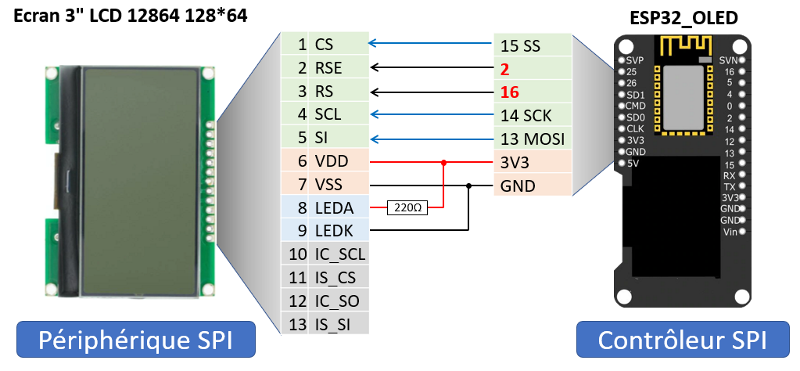 Ecran 3" LCD 12864 128*64
ESP32_OLED
1 CS
2 RSE
3 RS
4 SCL
5 SI
6 VDD
7 VSS
8 LEDA
9 LEDK
10 IC_SCL
11 IS_CS
12 IC_SO
13 IS_SI
220Ω
15 SS
2
16
14 SCK
13 MOSI
3V3
GND
SVP
25
26
SD1
CMD
SD0
CLK
3V3
GND
5V
SVN
16
5
4
0
2
14
12
13
15
RX
TX
3V3
GND
GND
Vin
Périphérique SPI
Contrôleur SPI